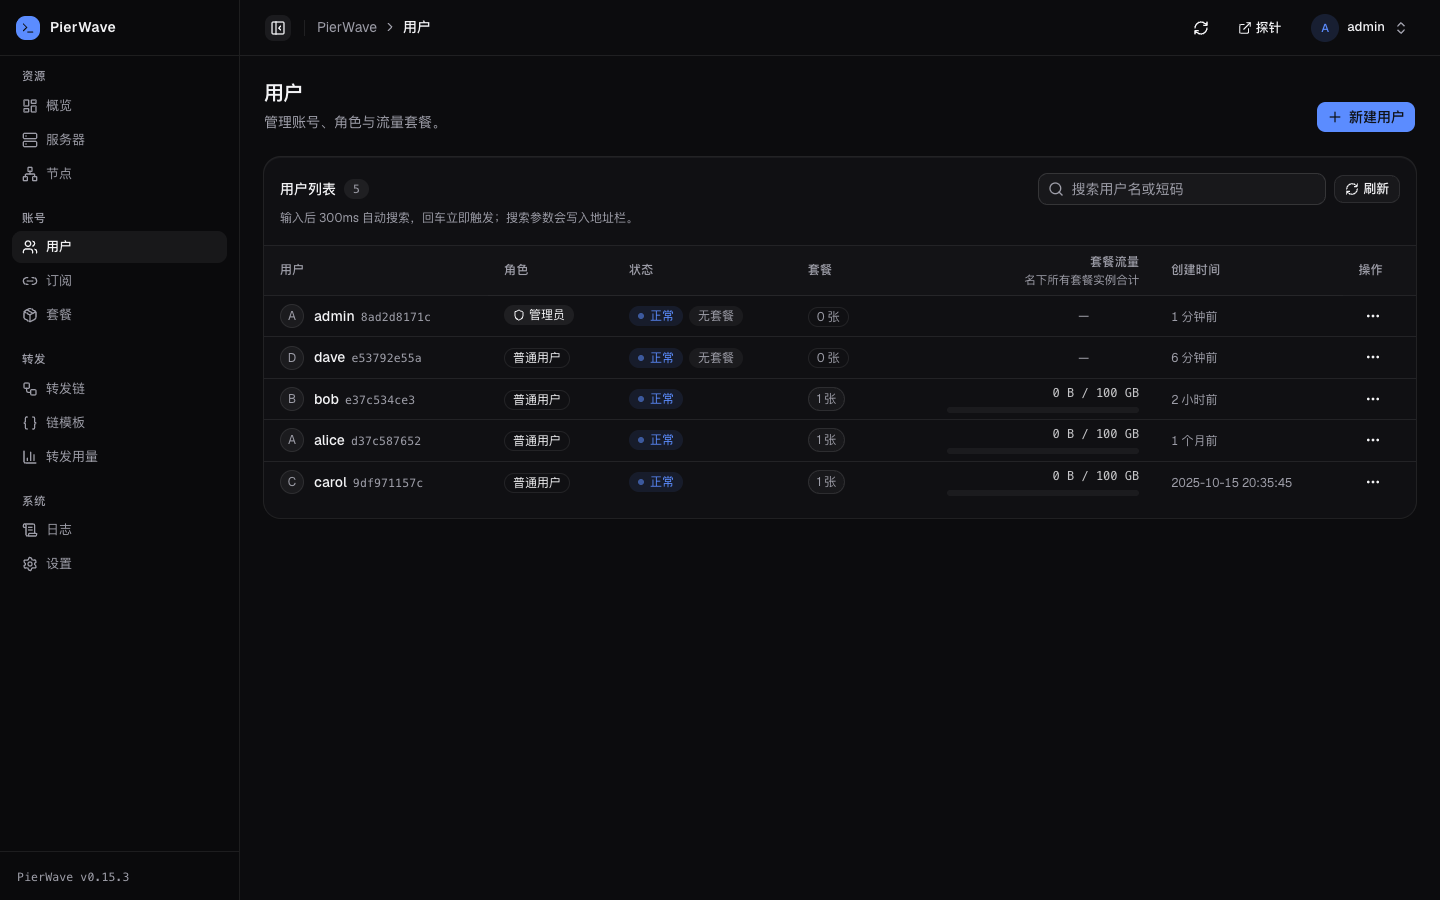 PierWave
PierWave > 用户
探针
A
admin
资源
概览
服务器
节点
账号
用户
订阅
套餐
转发
转发链
链模板
转发用量
系统
日志
设置
PierWave v0.15.3
用户
管理账号、角色与流量套餐。
新建用户
用户列表 5
搜索用户名或短码
刷新
输入后 300ms 自动搜索，回车立即触发；搜索参数会写入地址栏。
用户 角色 状态 套餐 套餐流量 创建时间 操作
名下所有套餐实例合计
A admin 8ad2d8171c 管理员 正常 无套餐 0 张 — 1 分钟前
D dave e53792e55a 普通用户 正常 无套餐 0 张 — 6 分钟前
B bob e37c534ce3 普通用户 正常 1 张 0 B / 100 GB 2 小时前
A alice d37c587652 普通用户 正常 1 张 0 B / 100 GB 1 个月前
C carol 9df971157c 普通用户 正常 1 张 0 B / 100 GB 2025-10-15 20:35:45